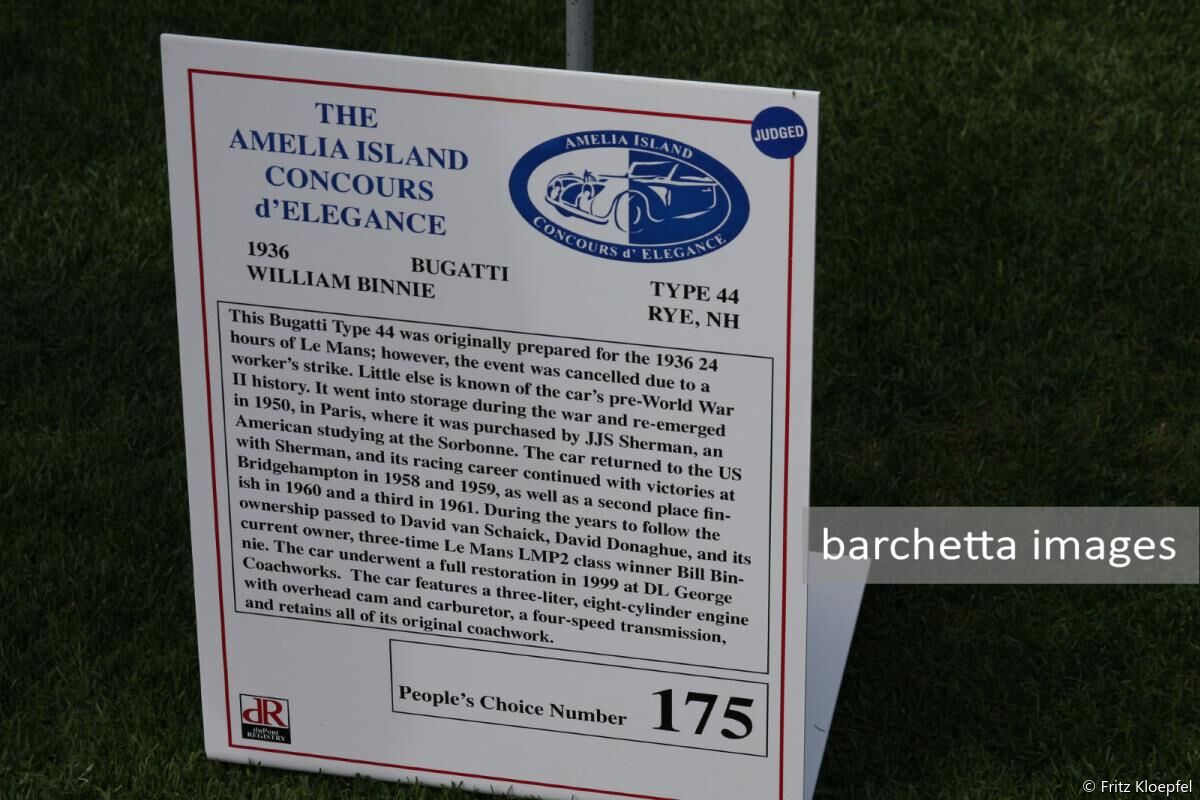 THE
AMELIA ISLAND
CONCOURS
d'ELEGANCE
JUDGED
AMELIA ISLAND
CONCOURS d' ELEGANCE
1936 BUGATTI TYPE 44
WILLIAM BINNIE RYE, NH
This Bugatti Type 44 was originally prepared for the 1936 24
hours of Le Mans; however, the event was cancelled due to a
worker's strike. Little else is known of the car's pre-World War
II history. It went into storage during the war and re-emerged
in 1950, in Paris, where it was purchased by JJS Sherman, an
American studying at the Sorbonne. The car returned to the US
with Sherman, and its racing career continued with victories at
Bridgehampton in 1958 and 1959, as well as a second place fin-
ish in 1960 and a third in 1961. During the years to follow the
ownership passed to David van Schaick, David Donaghue, and its
current owner, three-time Le Mans LMP2 class winner Bill Bin-
nie. The car underwent a full restoration in 1999 at DL George
Coachworks. The car features a three-liter, eight-cylinder engine
with overhead cam and carburetor, a four-speed transmission,
and retains all of its original coachwork.
People's Choice Number 175
dR
duPont
REGISTRY
barchetta images
© Fritz Kloepfel